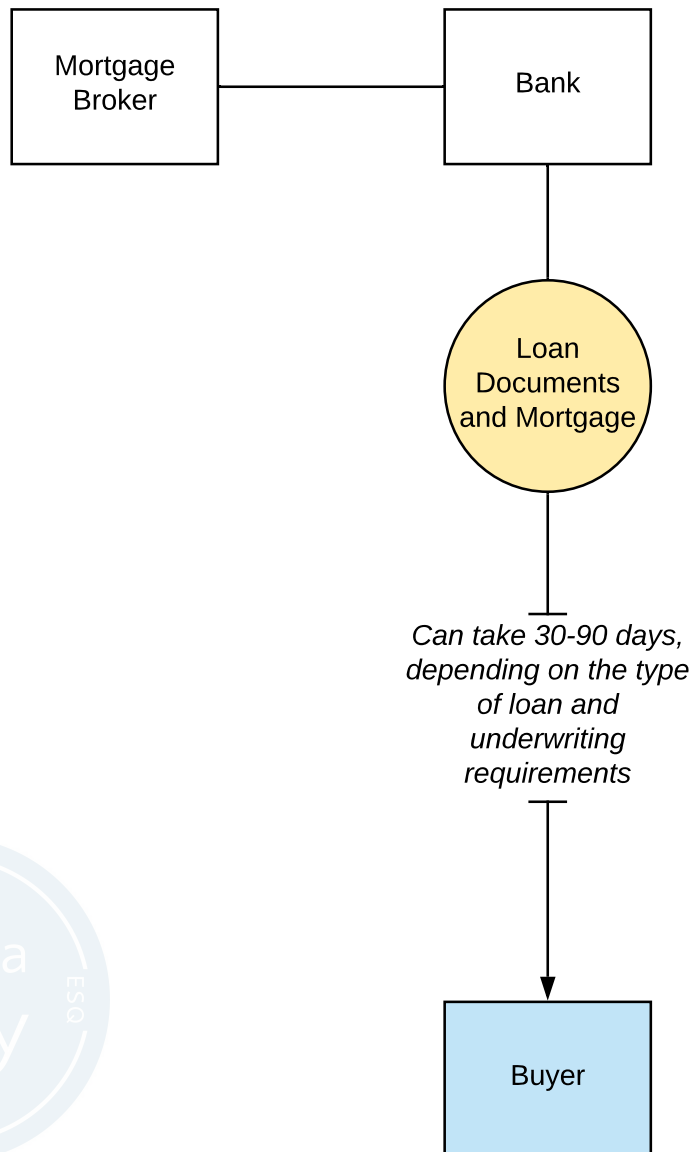 Mortgage
Broker
Bank
Loan
Documents
and Mortgage
Can take 30-90 days,
depending on the type
of loan and
underwriting
requirements
a
ESQ
y
Buyer